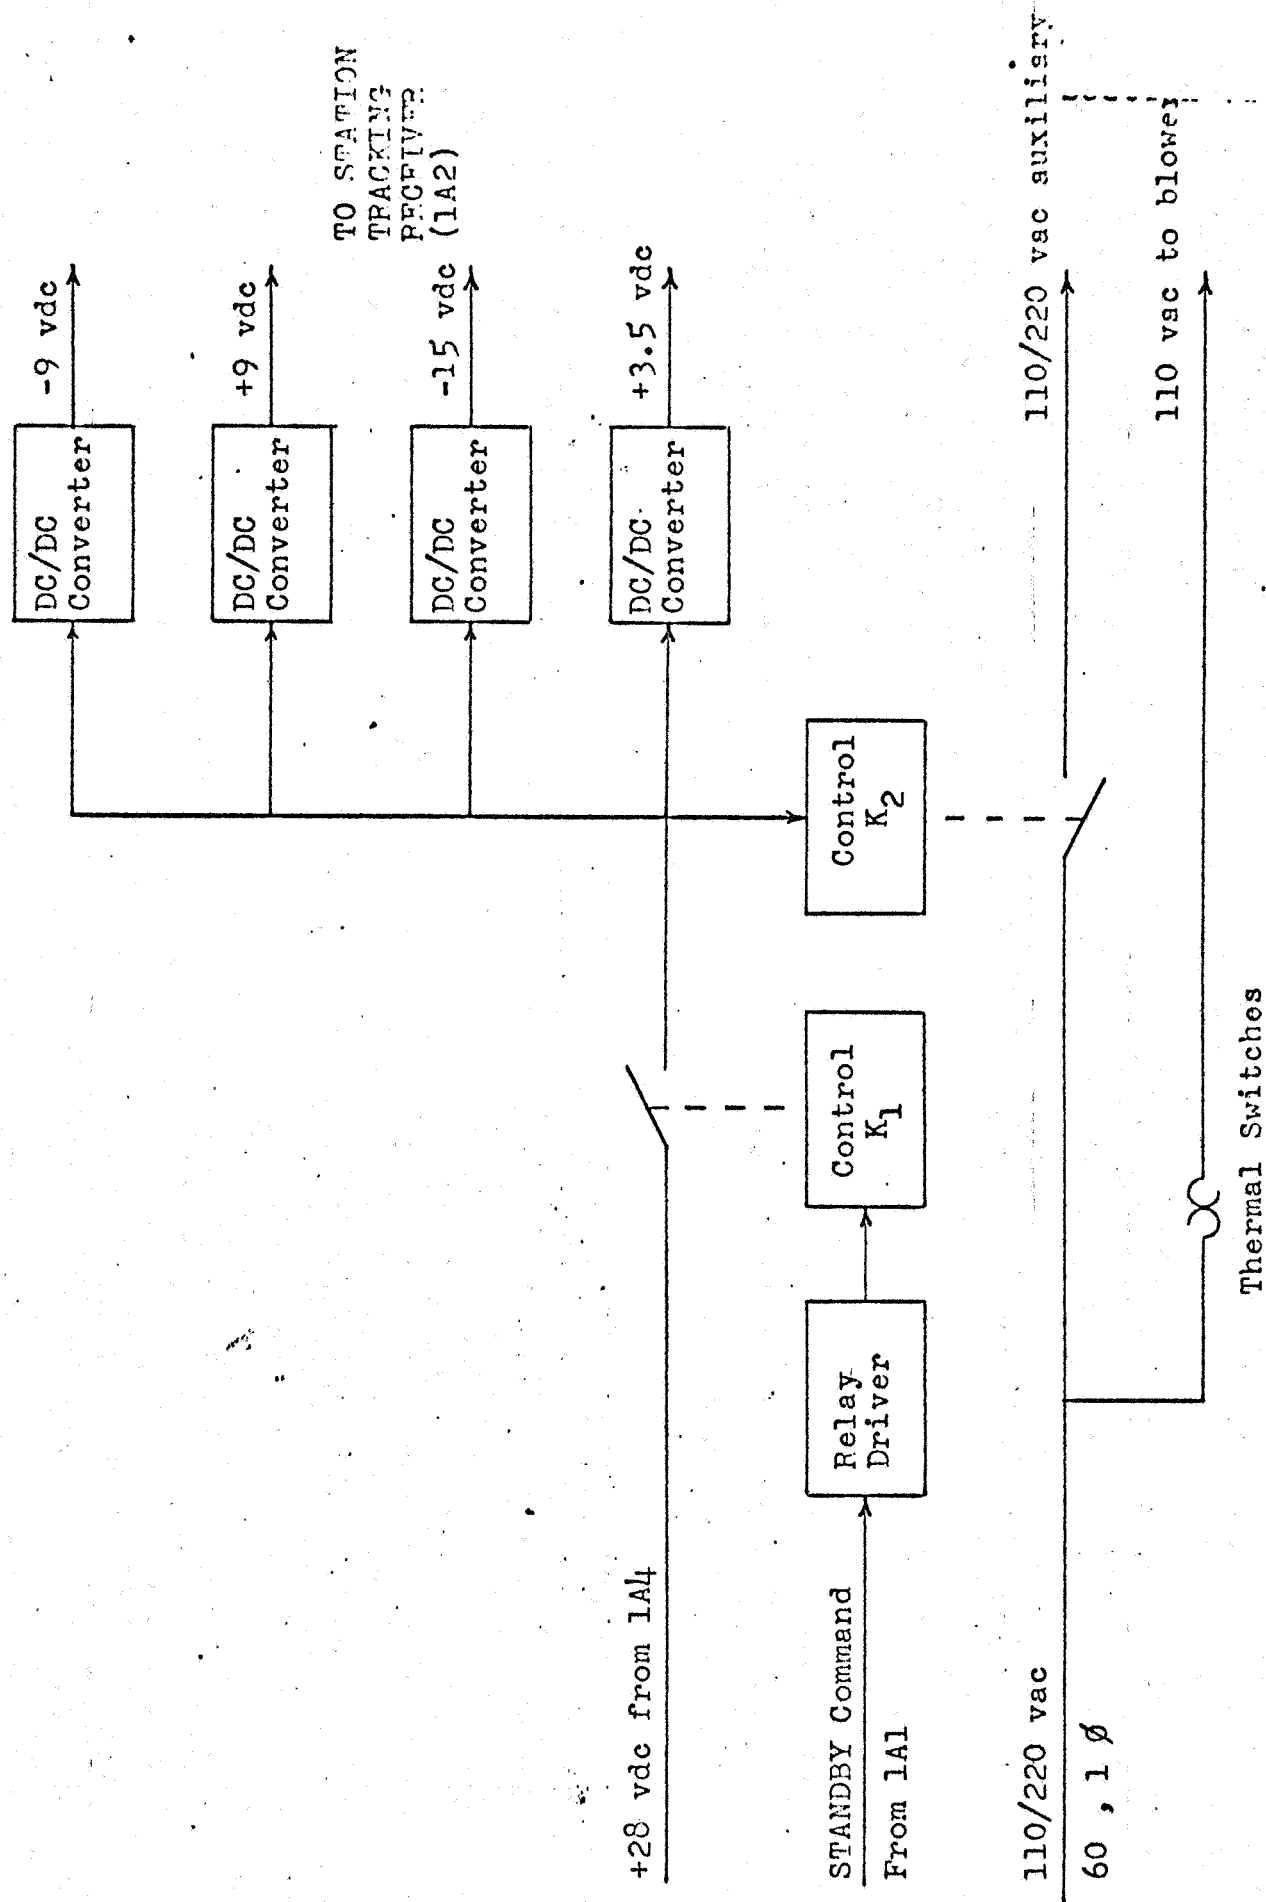 DC/DC
Converter
-9 vdc
DC/DC
Converter
+9 vdc
TO STATION
TRACKING
RECEIVER
(1A2)
DC/DC
Converter
-15 vdc
DC/DC
Converter
+3.5 vdc
+28 vdc from 1A4
STANDBY Command
From 1A1
Relay
Driver
Control
K1
Control
K2
110/220 vac
60 , 1 Ø
110/220 vac auxiliary
110 vac to blower
Thermal Switches